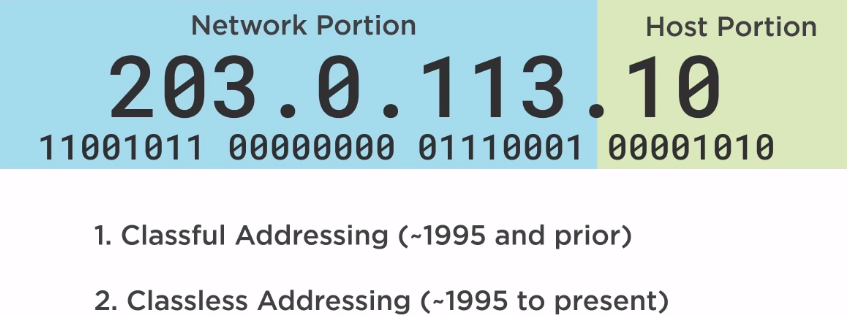 Network Portion Host Portion
203.0.113.10
11001011 00000000 01110001 00001010
1. Classful Addressing (~1995 and prior)
2. Classless Addressing (~1995 to present)